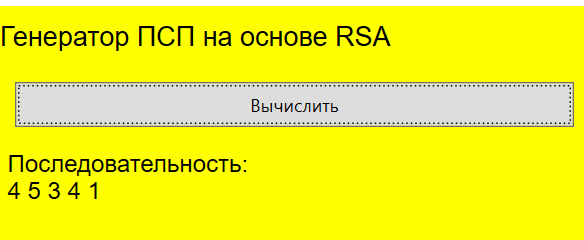 Генератор ПСП на основе RSA
Вычислить
Последовательность:
4 5 3 4 1